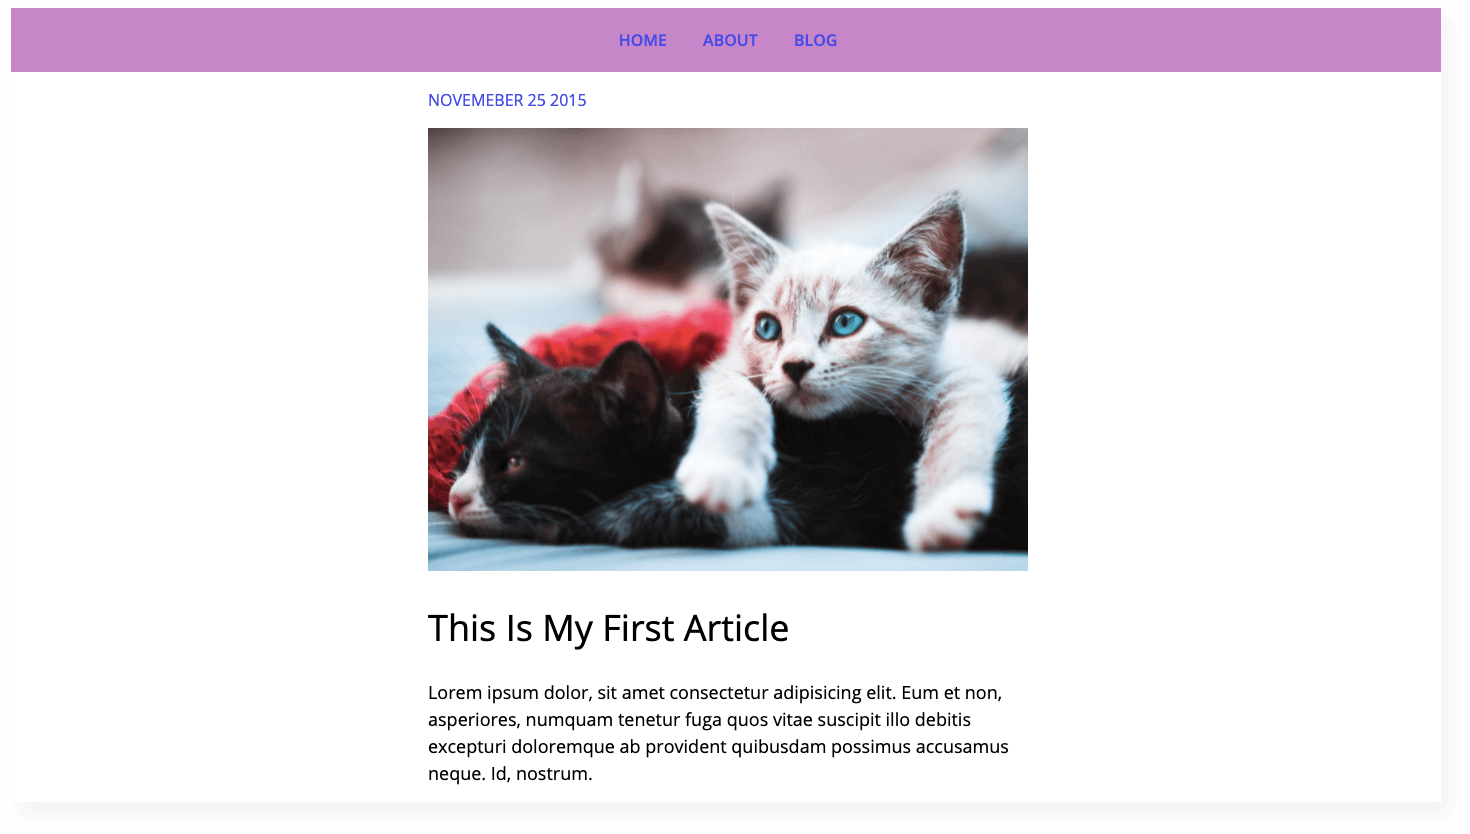 HOME ABOUT BLOG
NOVEMEBER 25 2015
This Is My First Article
Lorem ipsum dolor, sit amet consectetur adipisicing elit. Eum et non,
asperiores, numquam tenetur fuga quos vitae suscipit illo debitis
excepturi doloremque ab provident quibusdam possimus accusamus
neque. Id, nostrum.